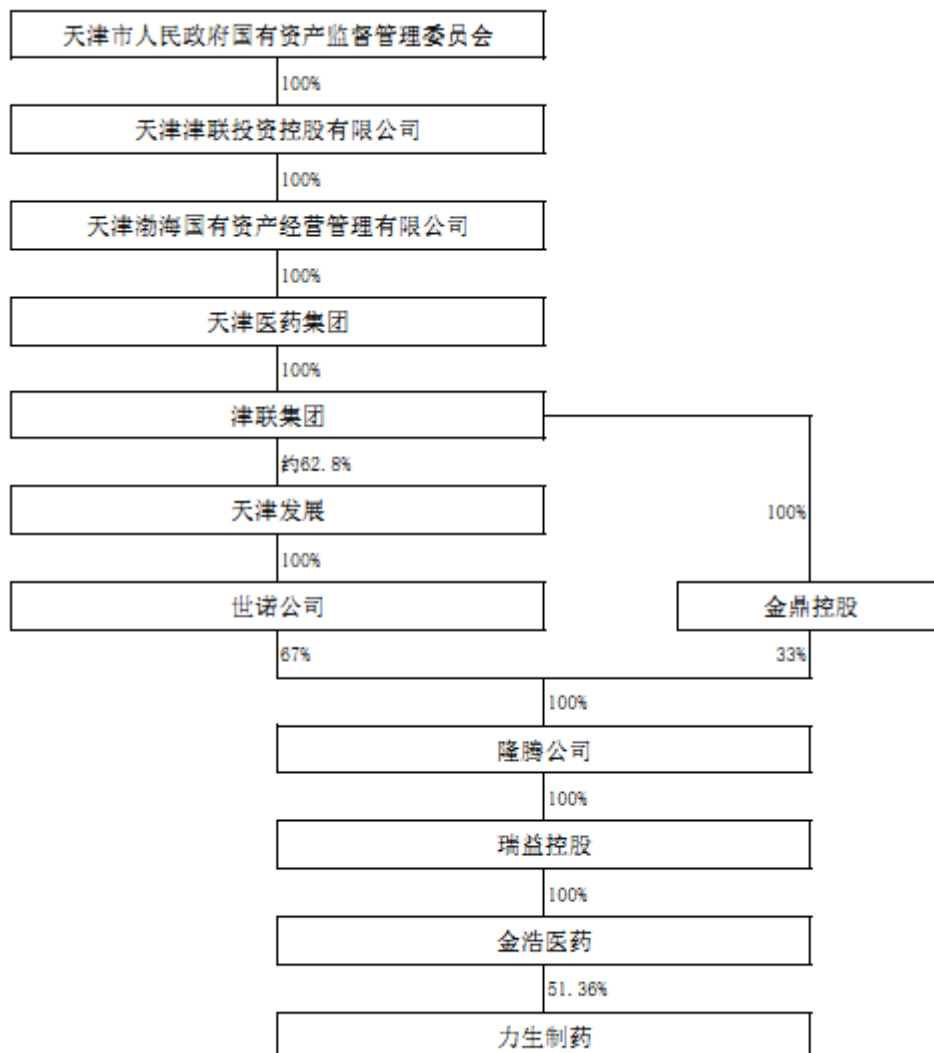 天津市人民政府国有资产监督管理委员会
100%
天津津联投资控股有限公司
100%
天津渤海国有资产经营管理有限公司
100%
天津医药集团
100%
津联集团
约62.8%
天津发展
100%
100%
世诺公司
金鼎控股
67%
33%
100%
隆腾公司
100%
瑞益控股
100%
金浩医药
51.36%
力生制药